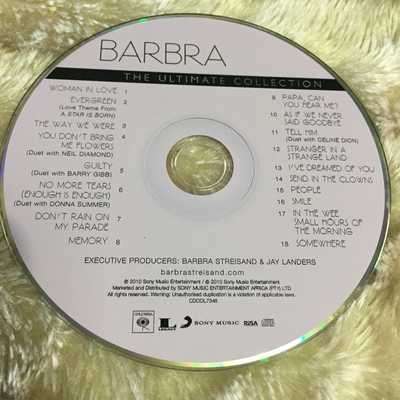 BARBRA
THE ULTIMATE COLLECTION
WOMAN IN LOVE 1
EVERGREEN 2
(Love Theme From
A STAR IS BORN)
THE WAY WE WERE 3
YOU DON'T BRING 4
ME FLOWERS
(Duet with NEIL DIAMOND)
GUILTY 5
(Duet with BARRY GIBB)
NO MORE TEARS 6
(ENOUGH IS ENOUGH)
(Duet with DONNA SUMMER)
DON'T RAIN ON 7
MY PARADE
MEMORY 8
9 PAPA, CAN
YOU HEAR ME?
10 AS IF WE NEVER
SAID GOODBYE
11 TELL HIM
(Duet with CELINE DION)
12 STRANGER IN A
STRANGE LAND
13 I'VE DREAMED OF YOU
14 SEND IN THE CLOWNS
15 PEOPLE
16 SMILE
17 IN THE WEE
SMALL HOURS OF
THE MORNING
18 SOMEWHERE
EXECUTIVE PRODUCERS: BARBRA STREISAND & JAY LANDERS
barbrastreisand.com
© 2010 Sony Music Entertainment / ℗ 2010 Sony Music Entertainment
Marketed and Distributed by SONY MUSIC ENTERTAINMENT AFRICA (PTY) LTD
All rights reserved. Warning: Unauthorised duplication is a violation of applicable laws.
CDCOL7348
COLUMBIA LEGACY SONY MUSIC RiSA